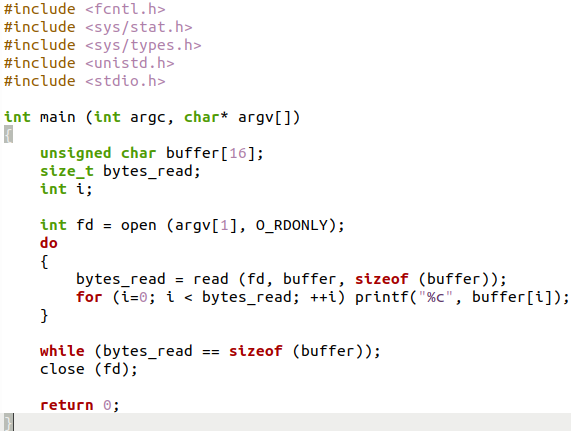 #include <fcntl.h>
#include <sys/stat.h>
#include <sys/types.h>
#include <unistd.h>
#include <stdio.h>

int main (int argc, char* argv[])
{
    unsigned char buffer[16];
    size_t bytes_read;
    int i;

    int fd = open (argv[1], O_RDONLY);
    do
    {
        bytes_read = read (fd, buffer, sizeof (buffer));
        for (i=0; i < bytes_read; ++i) printf("%c", buffer[i]);
    }

    while (bytes_read == sizeof (buffer));
    close (fd);

    return 0;
}